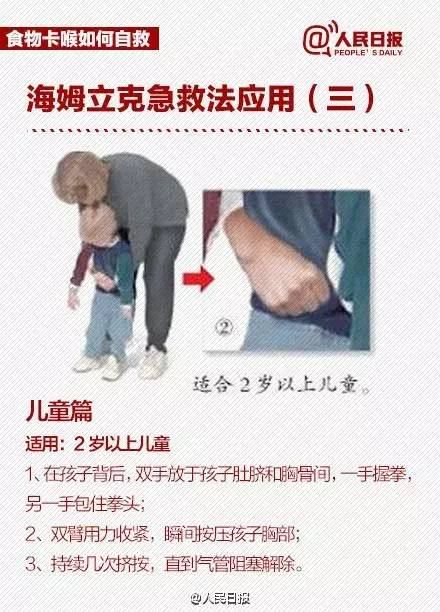 食物卡喉如何自救
@人民日报
PEOPLE'S DAILY
海姆立克急救法应用（三）
②
适合2岁以上儿童。
儿童篇
适用：2岁以上儿童
1、在孩子背后，双手放于孩子肚脐和胸骨间，一手握拳，
另一手包住拳头；
2、双臂用力收紧，瞬间按压孩子胸部；
3、持续几次挤按，直到气管阻塞解除。
@人民日报